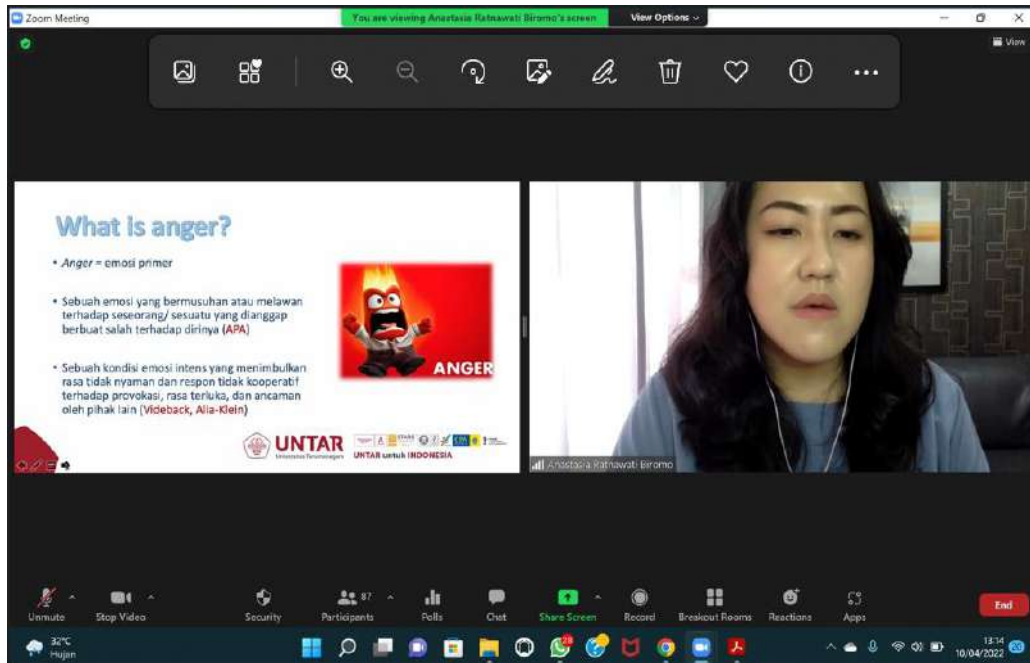 Zoom Meeting
You are viewing Anastasia Ratnawati Biromo's screen
View Options
View
What is anger?
• Anger = emosi primer
• Sebuah emosi yang bermusuhan atau melawan
terhadap seseorang/ sesuatu yang dianggap
berbuat salah terhadap dirinya (APA)
• Sebuah kondisi emosi intens yang menimbulkan
rasa tidak nyaman dan respon tidak kooperatif
terhadap provokasi, rasa terluka, dan ancaman
oleh pihak lain (Videback, Alia-Klein)
ANGER
UNTAR
Universitas Tarumanagara
UNTAR untuk INDONESIA
Anastasia Ratnawati Biromo
Unmute
Stop Video
Security
Participants
87
Polls
Chat
Share Screen
Record
Breakout Rooms
Reactions
Apps
End
32°C
Hujan
28
13:14
10/04/2022
20